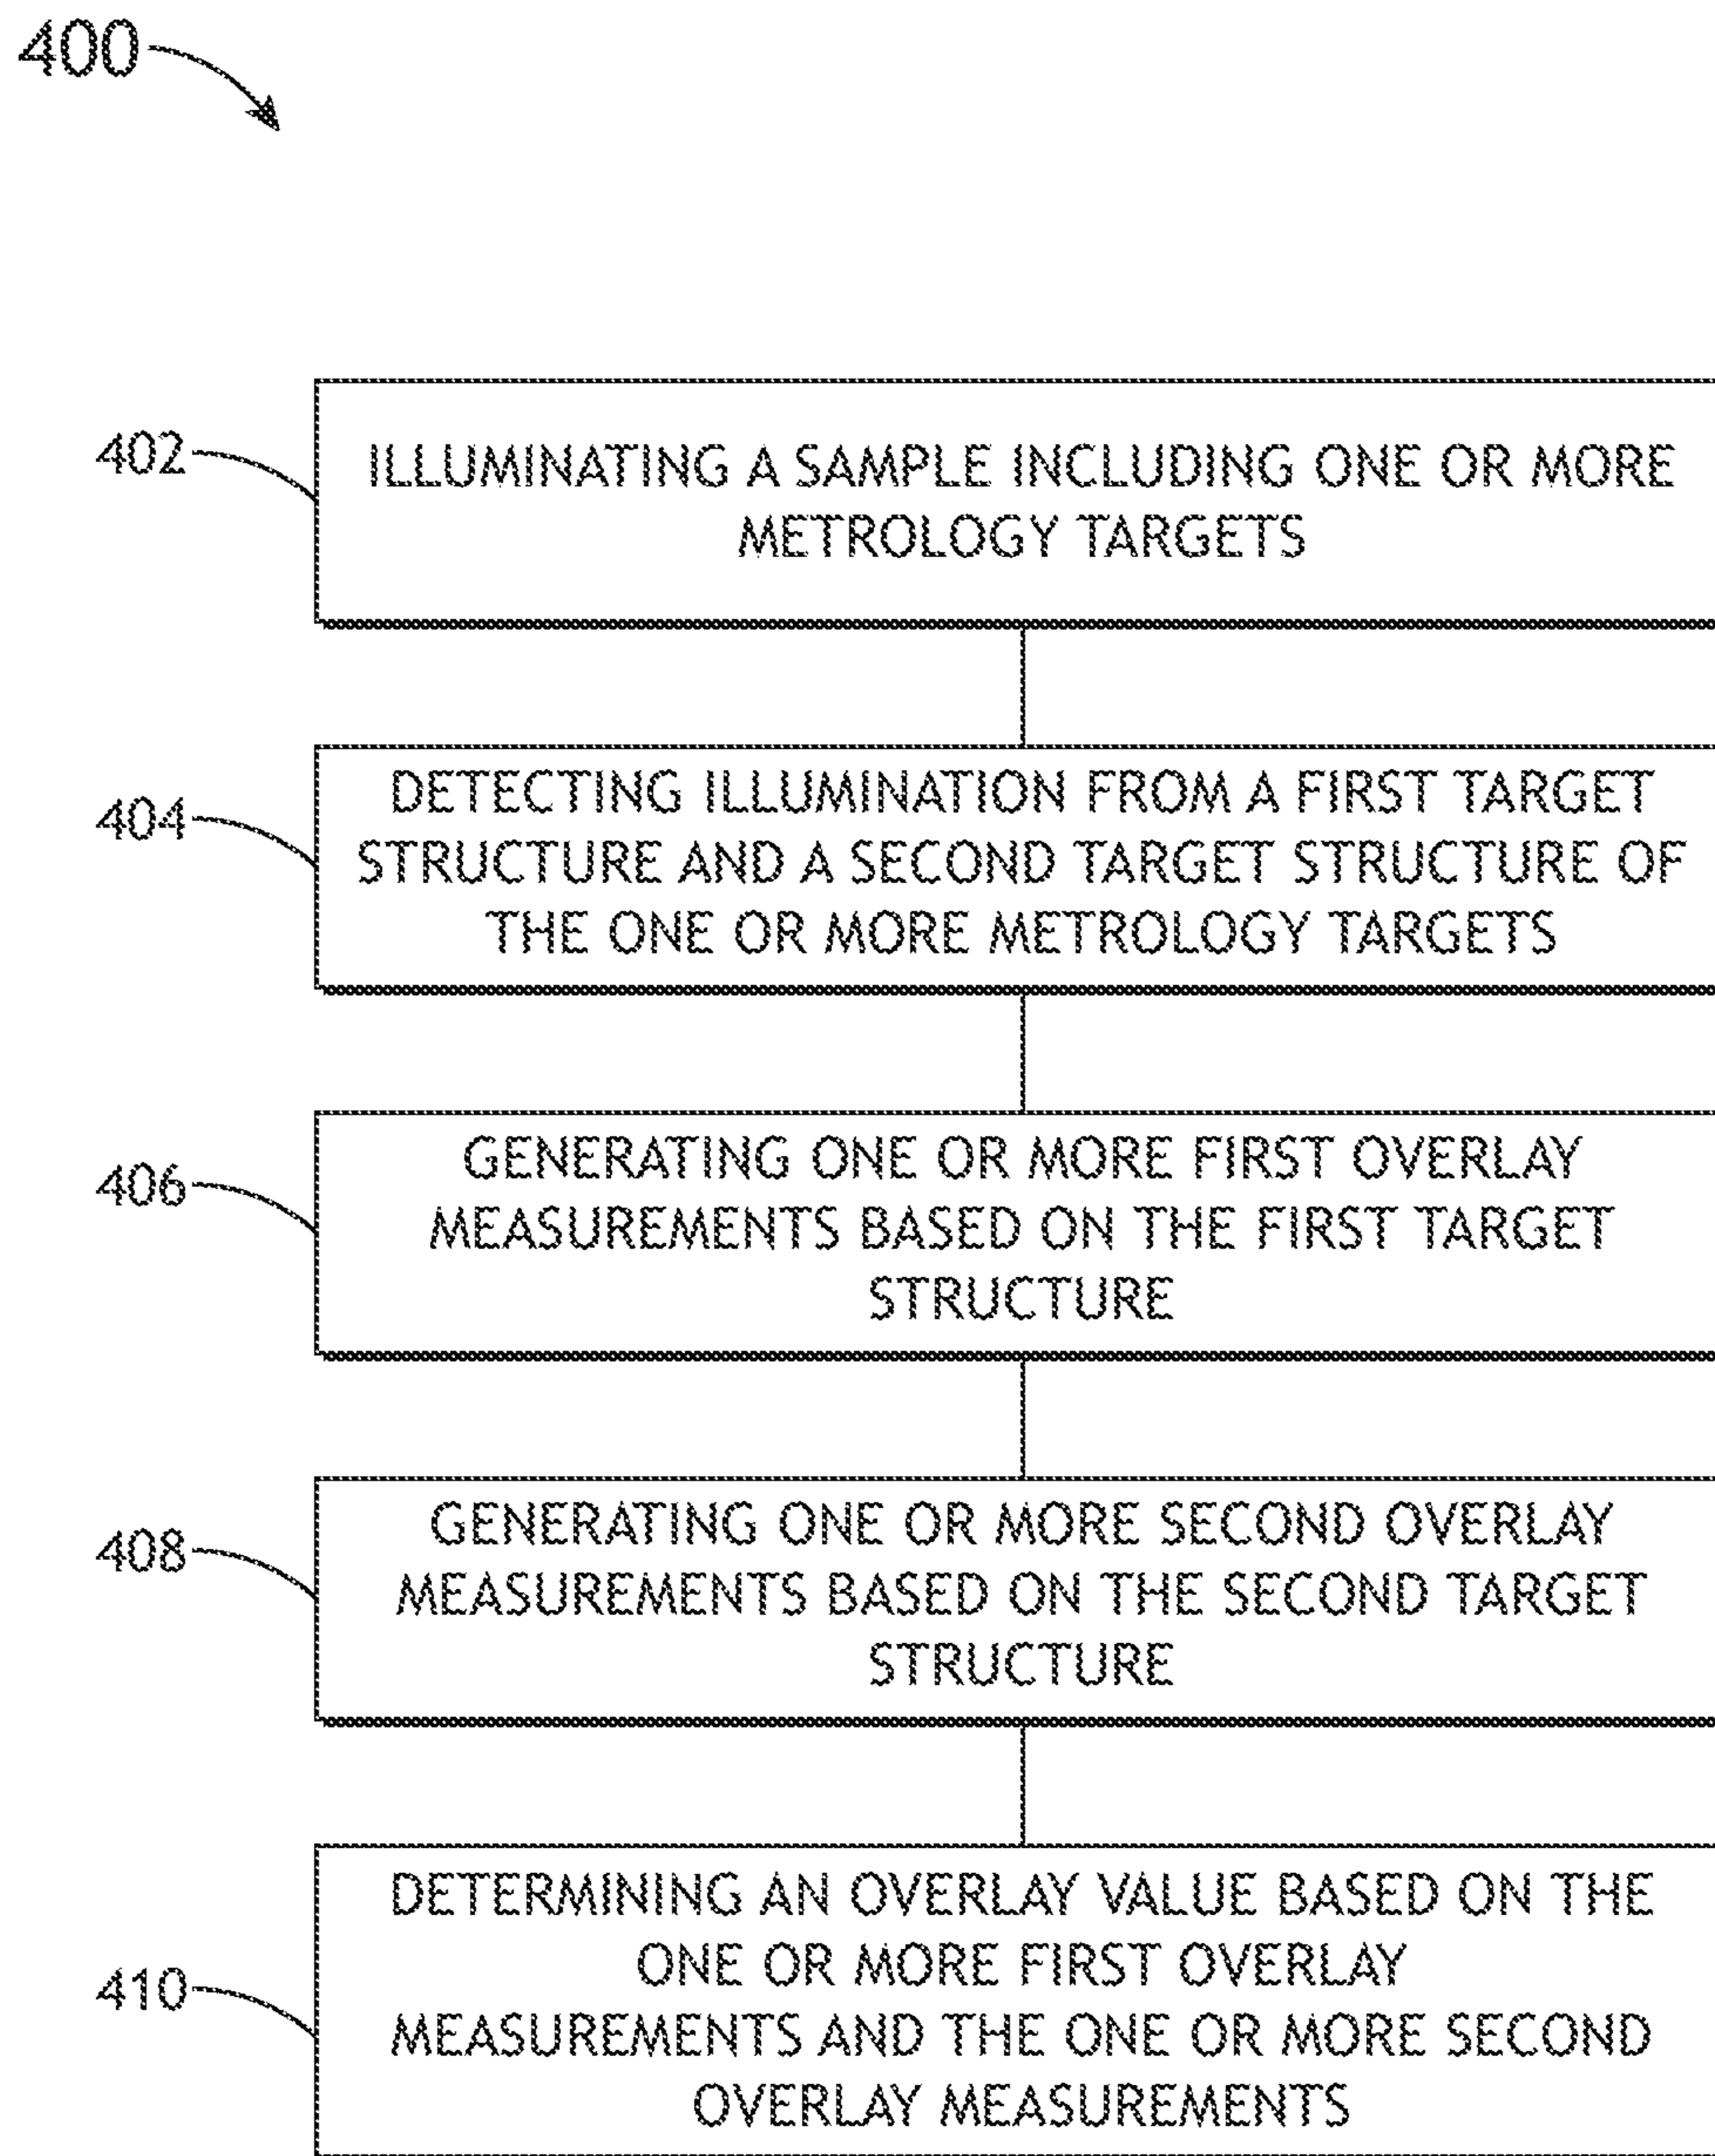 400
402
ILLUMINATING A SAMPLE INCLUDING ONE OR MORE
METROLOGY TARGETS
404
DETECTING ILLUMINATION FROM A FIRST TARGET
STRUCTURE AND A SECOND TARGET STRUCTURE OF
THE ONE OR MORE METROLOGY TARGETS
406
GENERATING ONE OR MORE FIRST OVERLAY
MEASUREMENTS BASED ON THE FIRST TARGET
STRUCTURE
408
GENERATING ONE OR MORE SECOND OVERLAY
MEASUREMENTS BASED ON THE SECOND TARGET
STRUCTURE
410
DETERMINING AN OVERLAY VALUE BASED ON THE
ONE OR MORE FIRST OVERLAY
MEASUREMENTS AND THE ONE OR MORE SECOND
OVERLAY MEASUREMENTS